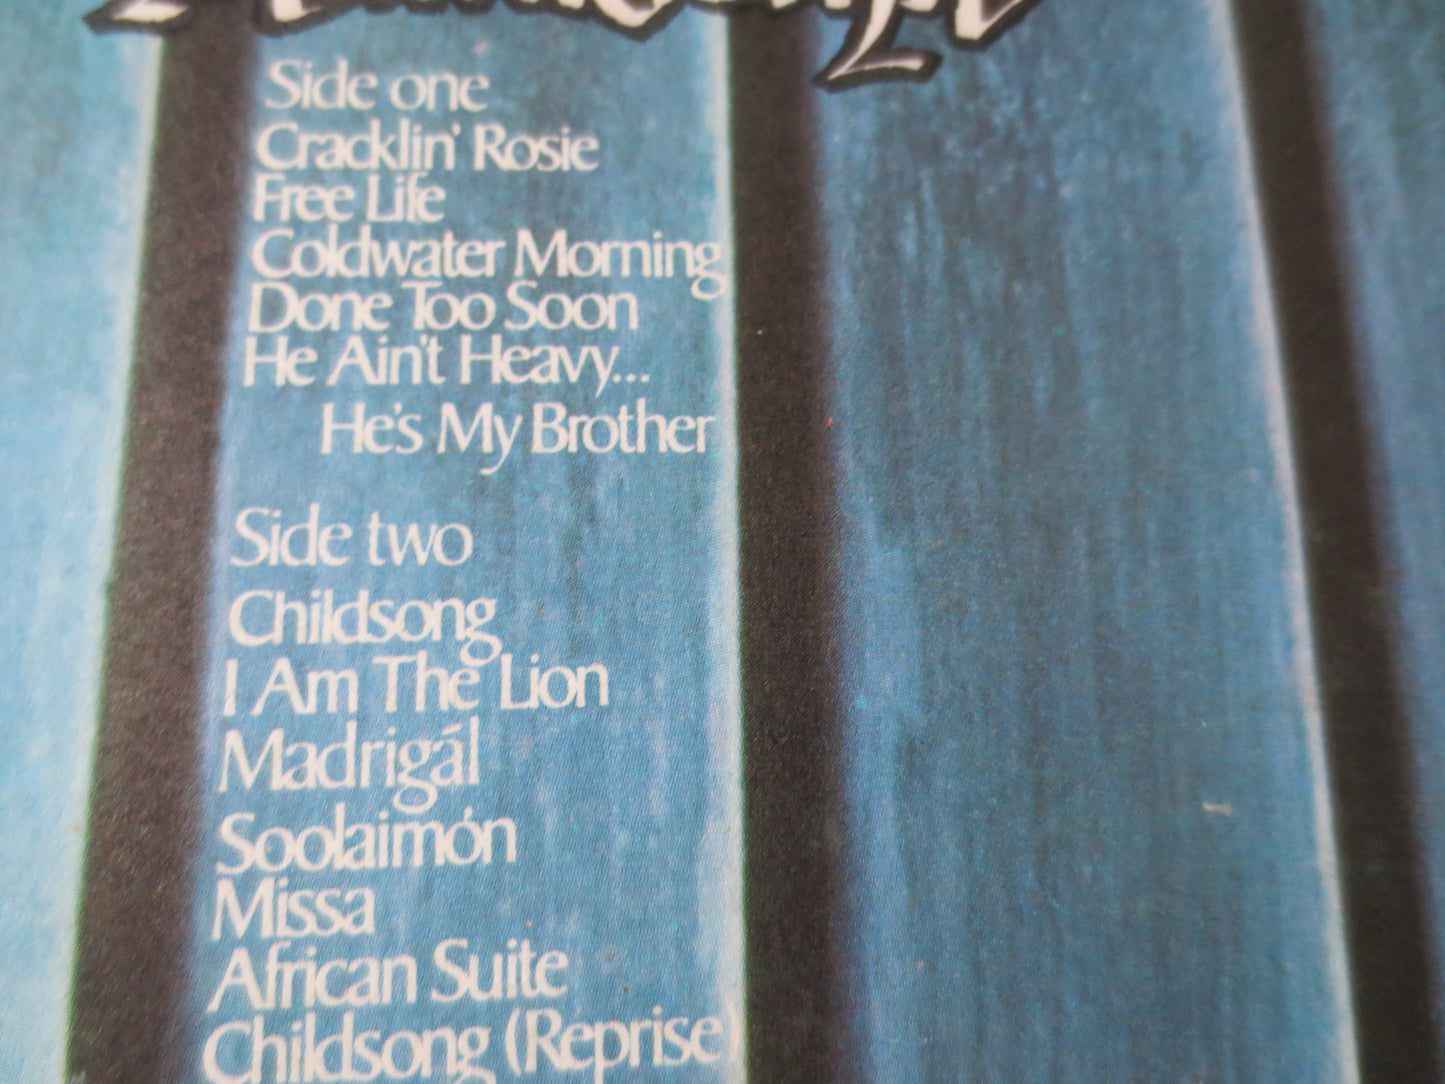 Side one
Cracklin' Rosie
Free Life
Coldwater Morning
Done Too Soon
He Ain't Heavy...
He's My Brother
Side two
Childsong
I Am The Lion
Madrigál
Soolaimón
Missa
African Suite
Childsong (Reprise)